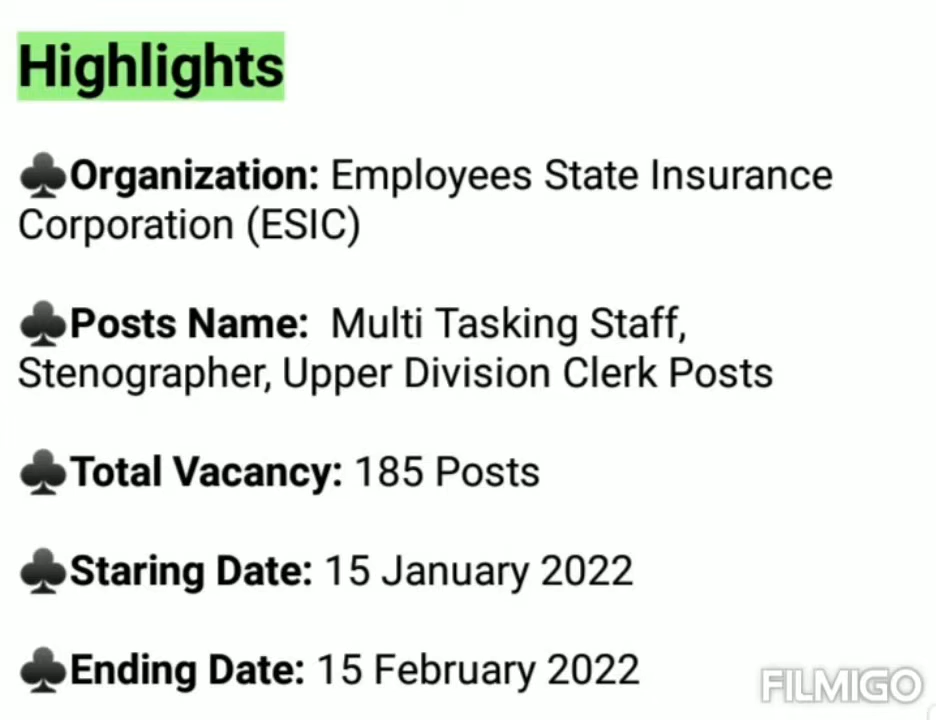 Highlights
♣Organization: Employees State Insurance
Corporation (ESIC)
♣Posts Name: Multi Tasking Staff,
Stenographer, Upper Division Clerk Posts
♣Total Vacancy: 185 Posts
♣Staring Date: 15 January 2022
♣Ending Date: 15 February 2022
FILMIGO